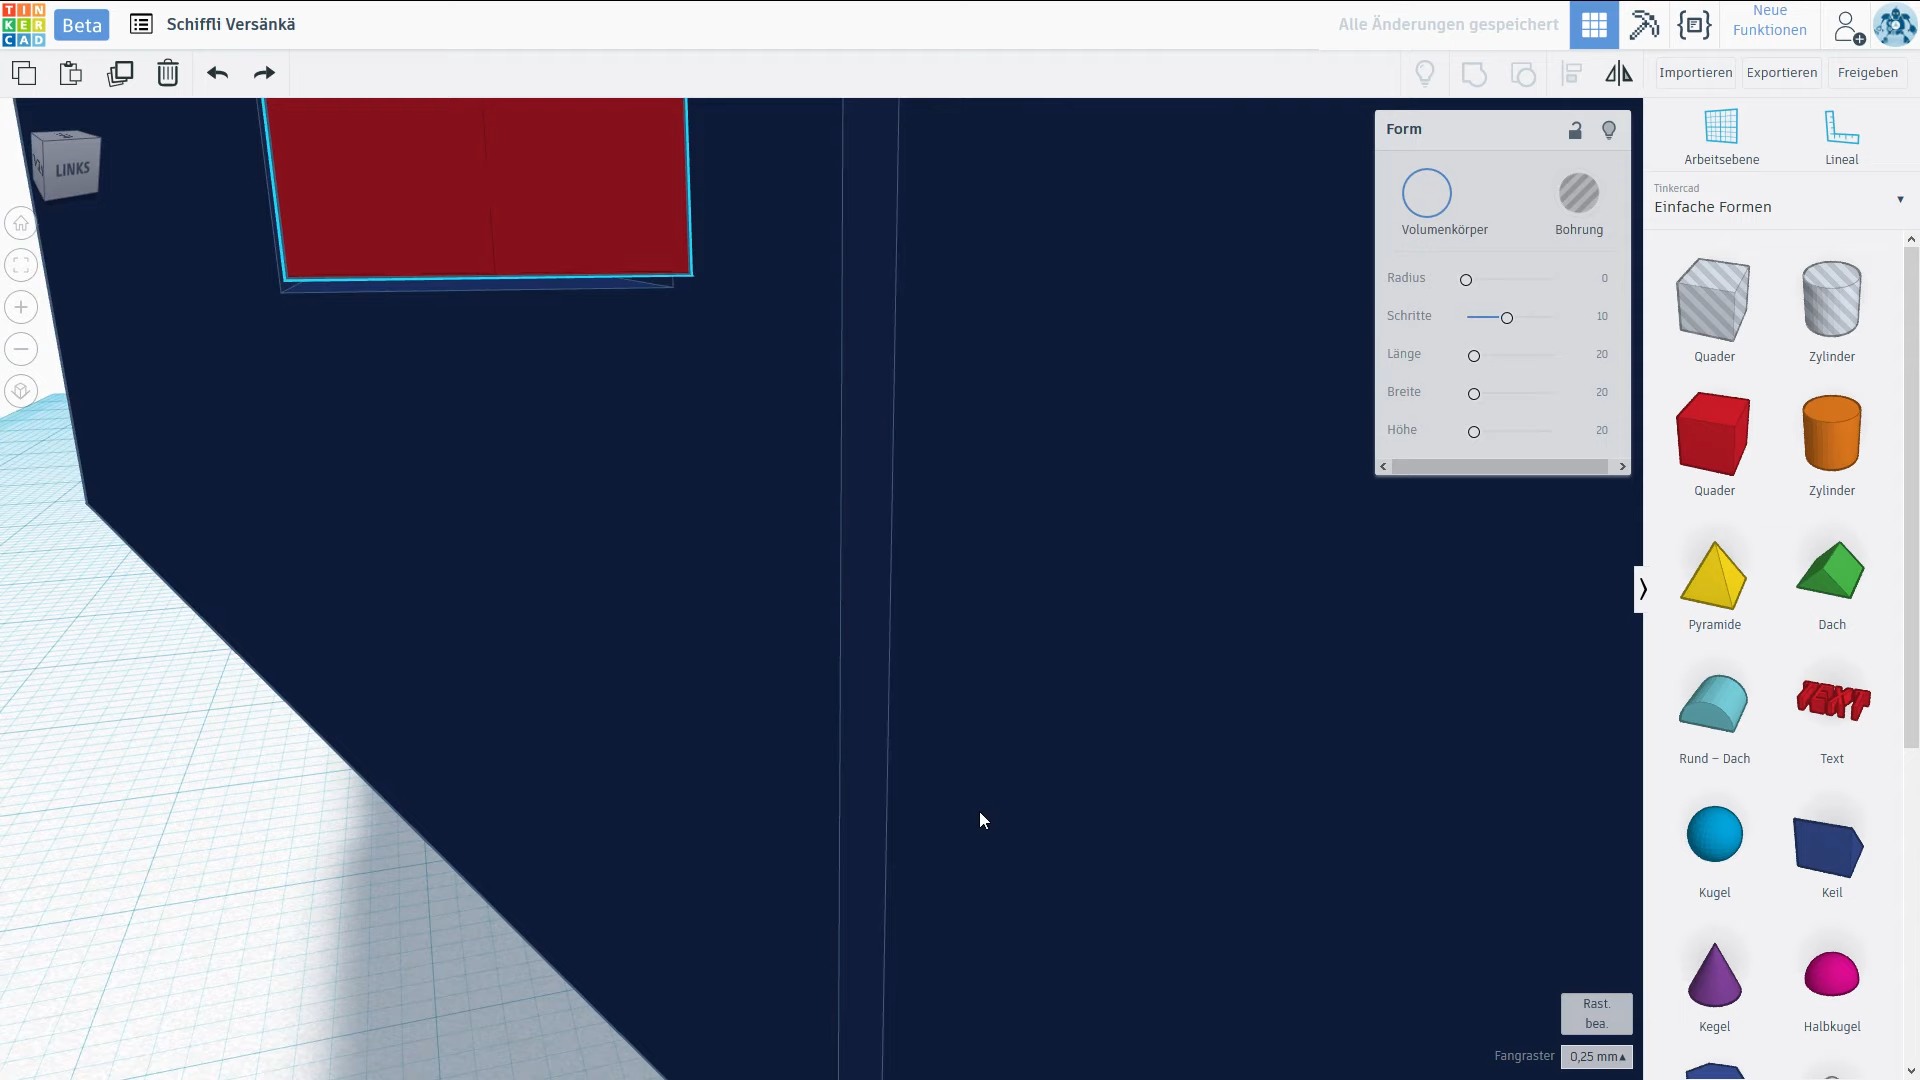 TIN
KER
CAD
Beta
Schiffli Versänkä
Alle Änderungen gespeichert
Neue
Funktionen
Importieren
Exportieren
Freigeben
LINKS
Form
Volumenkörper
Bohrung
Radius
0
Schritte
10
Länge
20
Breite
20
Höhe
20
Arbeitsebene
Lineal
Tinkercad
Einfache Formen
Quader
Zylinder
Quader
Zylinder
Pyramide
Dach
Rund – Dach
TEXT
Text
Kugel
Keil
Kegel
Halbkugel
Rast.
bea.
Fangraster
0,25 mm